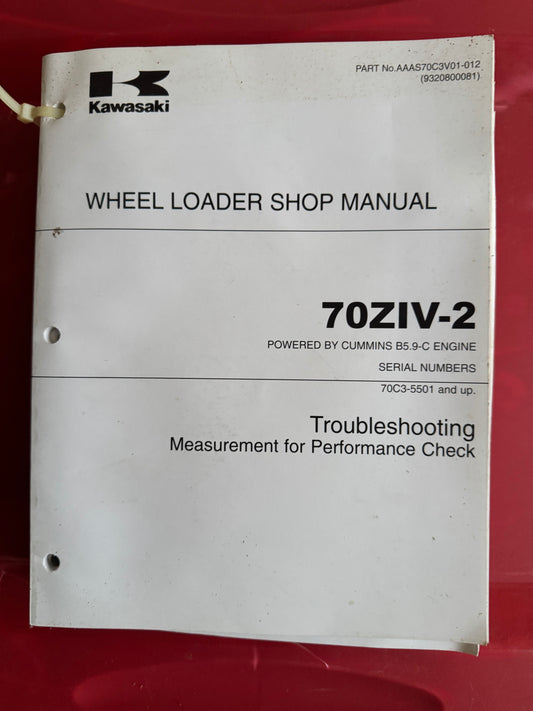 PART No.AAAS70C3V01-012
(9320800081)
Kawasaki
WHEEL LOADER SHOP MANUAL
70ZIV-2
POWERED BY CUMMINS B5.9-C ENGINE
SERIAL NUMBERS
70C3-5501 and up.
Troubleshooting
Measurement for Performance Check